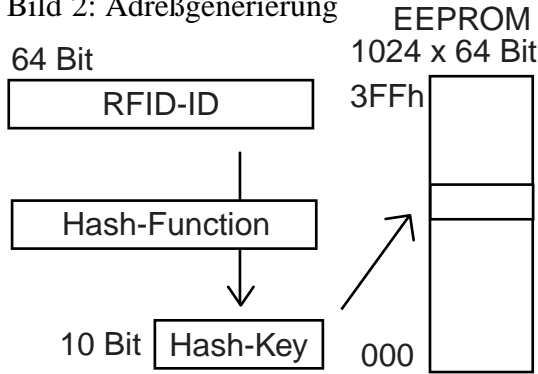 Bild 2: Adreßgenerierung
EEPROM
1024 x 64 Bit
64 Bit
RFID-ID
3FFh
Hash-Function
10 Bit
Hash-Key
000